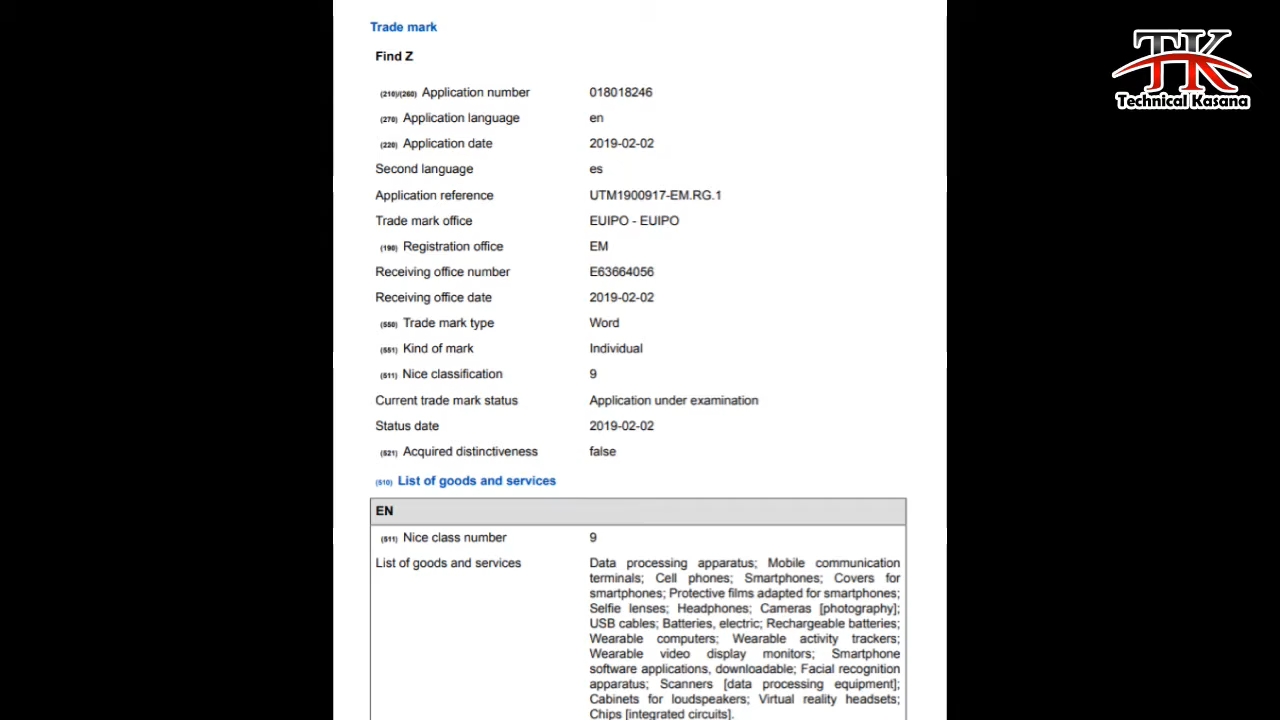 Trade mark
Find Z
(210)/(260) Application number 018018246
(270) Application language en
(220) Application date 2019-02-02
Second language es
Application reference UTM1900917-EM.RG.1
Trade mark office EUIPO - EUIPO
(190) Registration office EM
Receiving office number E63664056
Receiving office date 2019-02-02
(550) Trade mark type Word
(551) Kind of mark Individual
(511) Nice classification 9
Current trade mark status Application under examination
Status date 2019-02-02
(521) Acquired distinctiveness false
(510) List of goods and services
EN
(511) Nice class number 9
List of goods and services Data processing apparatus; Mobile communication
terminals; Cell phones; Smartphones; Covers for
smartphones; Protective films adapted for smartphones;
Selfie lenses; Headphones; Cameras [photography];
USB cables; Batteries, electric; Rechargeable batteries;
Wearable computers; Wearable activity trackers;
Wearable video display monitors; Smartphone
software applications, downloadable; Facial recognition
apparatus; Scanners [data processing equipment];
Cabinets for loudspeakers; Virtual reality headsets;
Chips [integrated circuits].
TK
Technical Kasana